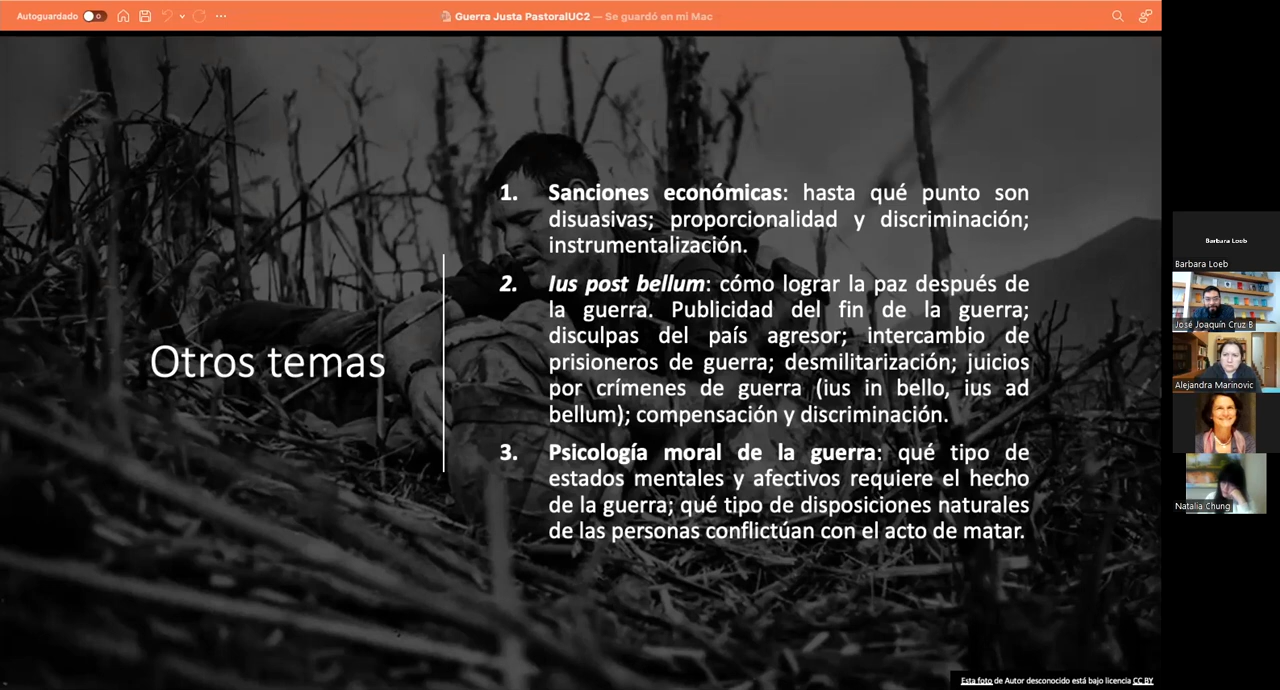 Autoguardado
Guerra Justa PastoralUC2 — Se guardó en mi Mac
Otros temas
1. Sanciones económicas: hasta qué punto son
disuasivas; proporcionalidad y discriminación;
instrumentalización.
2. Ius post bellum: cómo lograr la paz después de
la guerra. Publicidad del fin de la guerra;
disculpas del país agresor; intercambio de
prisioneros de guerra; desmilitarización; juicios
por crímenes de guerra (ius in bello, ius ad
bellum); compensación y discriminación.
3. Psicología moral de la guerra: qué tipo de
estados mentales y afectivos requiere el hecho
de la guerra; qué tipo de disposiciones naturales
de las personas conflictúan con el acto de matar.
Esta foto de Autor desconocido está bajo licencia CC BY
Barbara Loeb
Barbara Loeb
José Joaquín Cruz B
Alejandra Marinovic
Natalia Chung